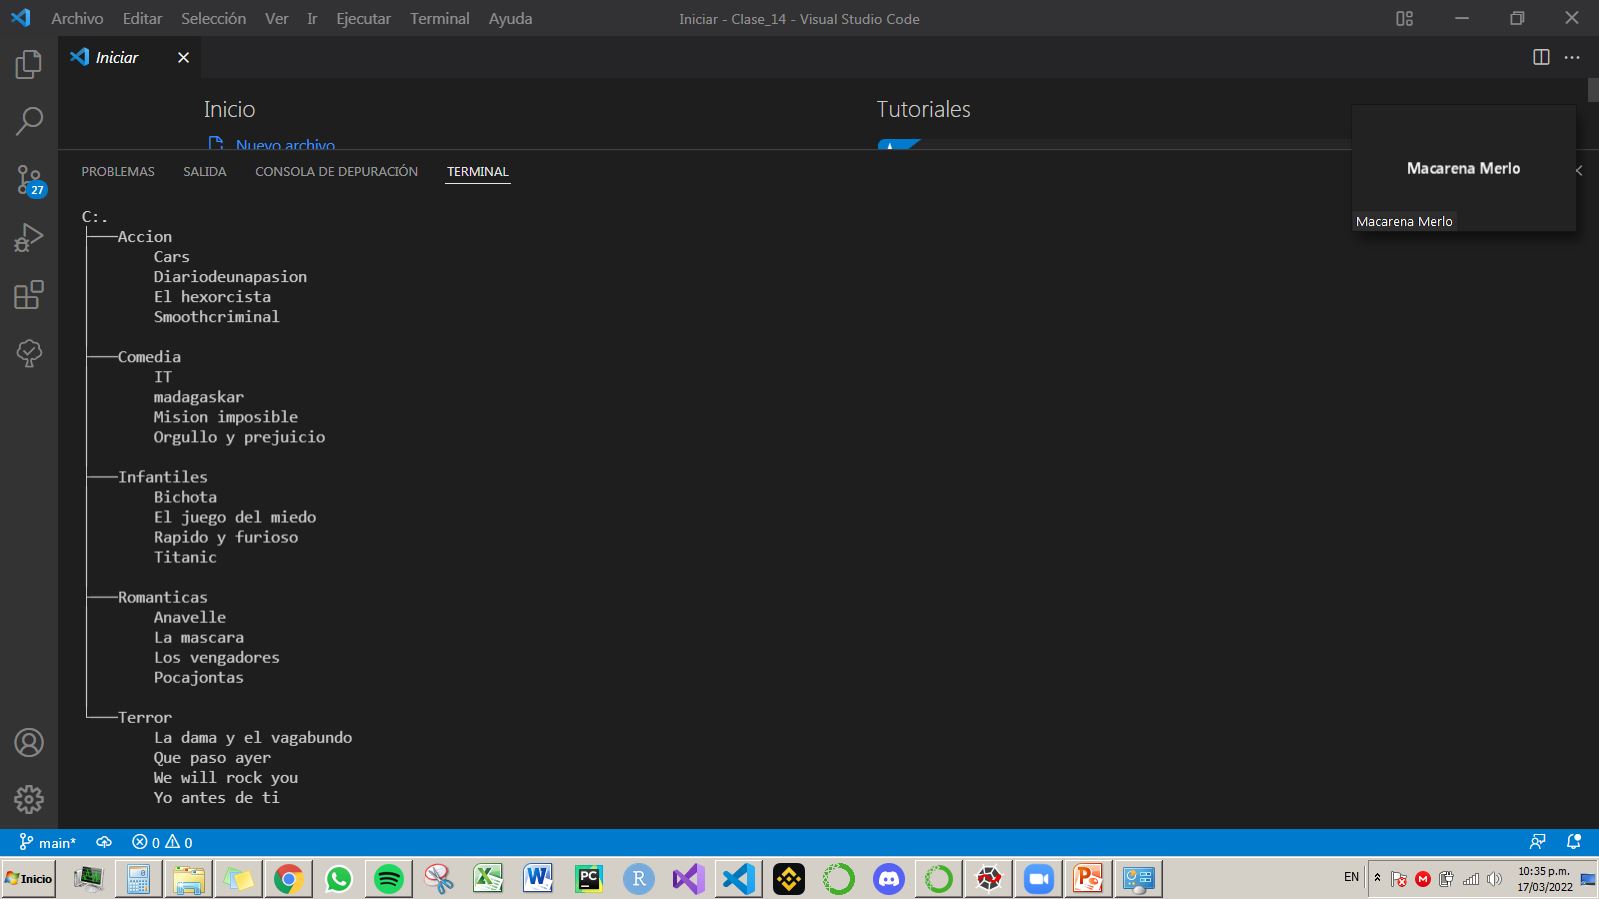 Archivo Editar Selección Ver Ir Ejecutar Terminal Ayuda Iniciar - Clase_14 - Visual Studio Code
Iniciar
Inicio Tutoriales
Nuevo archivo
Macarena Merlo
Macarena Merlo
PROBLEMAS SALIDA CONSOLA DE DEPURACIÓN TERMINAL
27
C:.
Accion
Cars
Diariodeunapasion
El hexorcista
Smoothcriminal
Comedia
IT
madagaskar
Mision imposible
Orgullo y prejuicio
Infantiles
Bichota
El juego del miedo
Rapido y furioso
Titanic
Romanticas
Anavelle
La mascara
Los vengadores
Pocajontas
Terror
La dama y el vagabundo
Que paso ayer
We will rock you
Yo antes de ti
main* 0 0
Inicio PC R EN 10:35 p.m.
17/03/2022